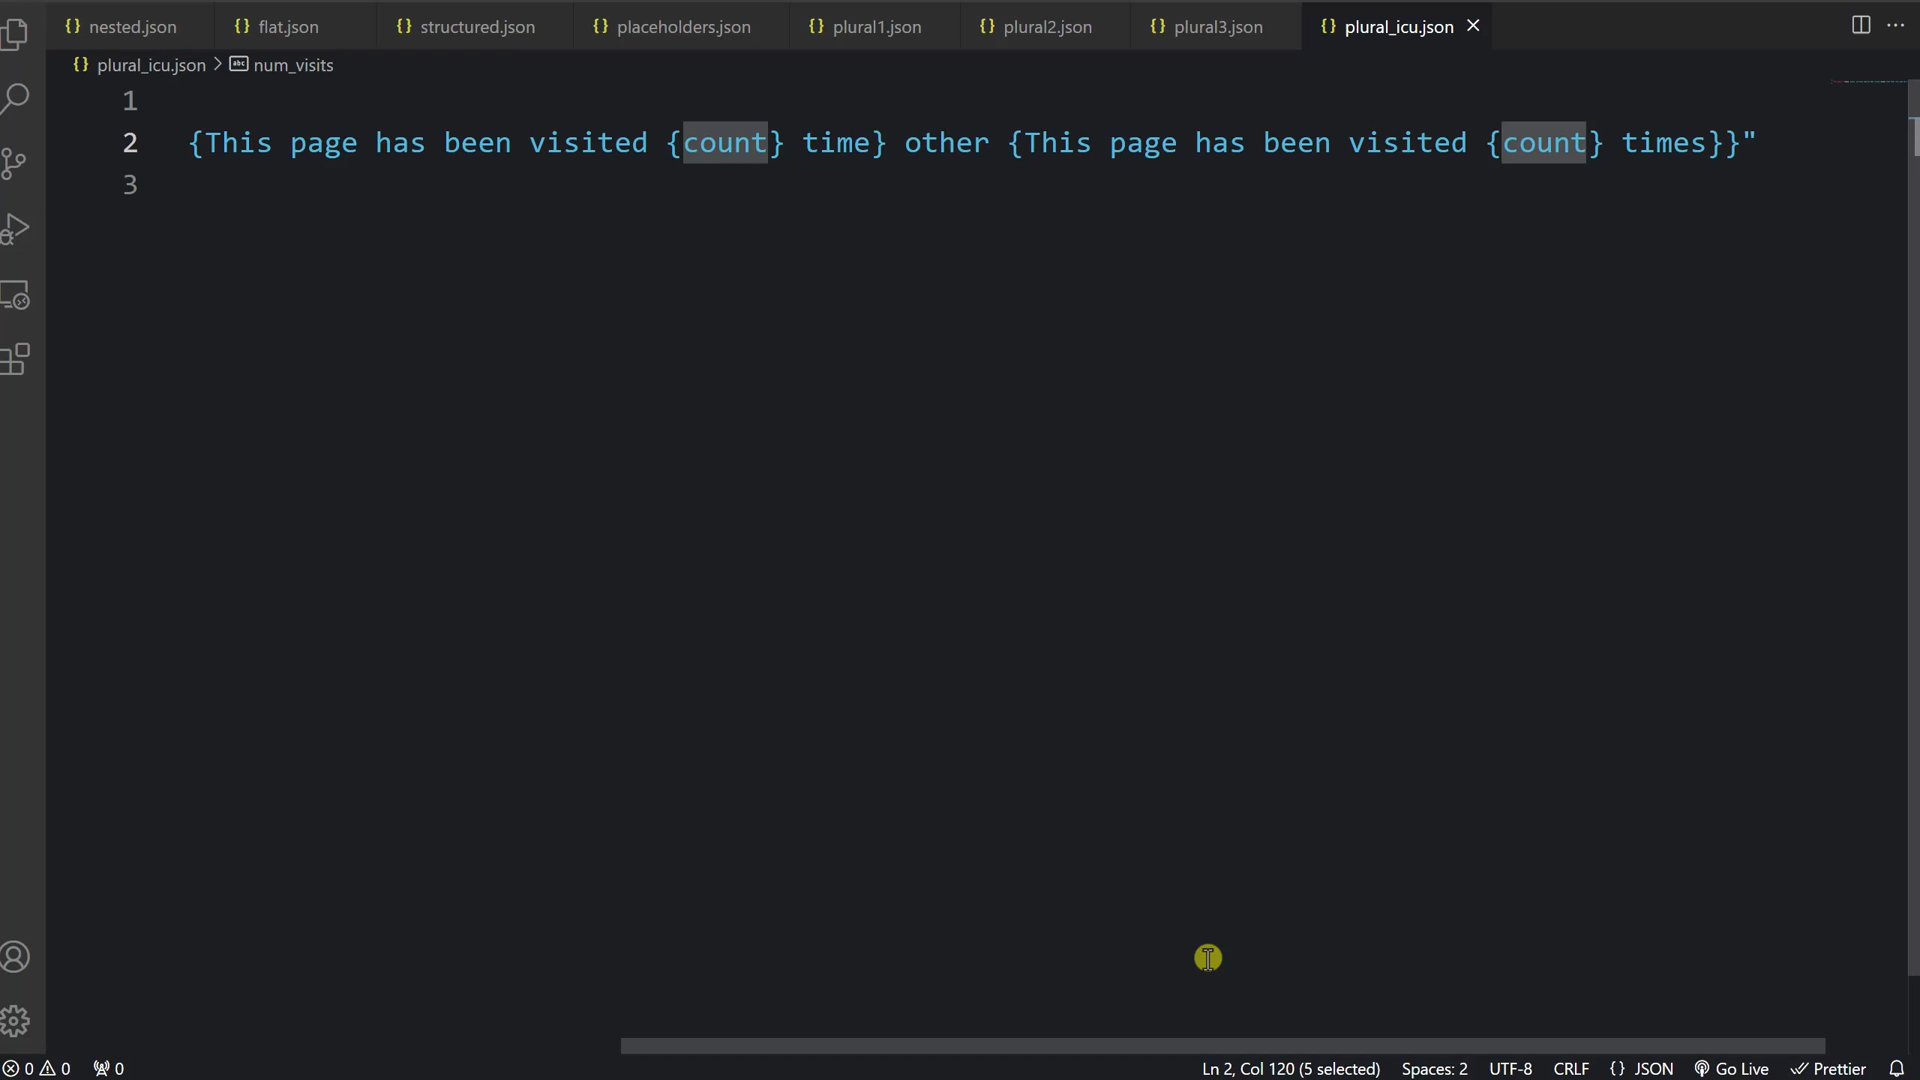 nested.json flat.json structured.json placeholders.json plural1.json plural2.json plural3.json plural_icu.json
plural_icu.json > num_visits
1
2 {This page has been visited {count} time} other {This page has been visited {count} times}}"
3
0 0 0 Ln 2, Col 120 (5 selected) Spaces: 2 UTF-8 CRLF {} JSON Go Live Prettier